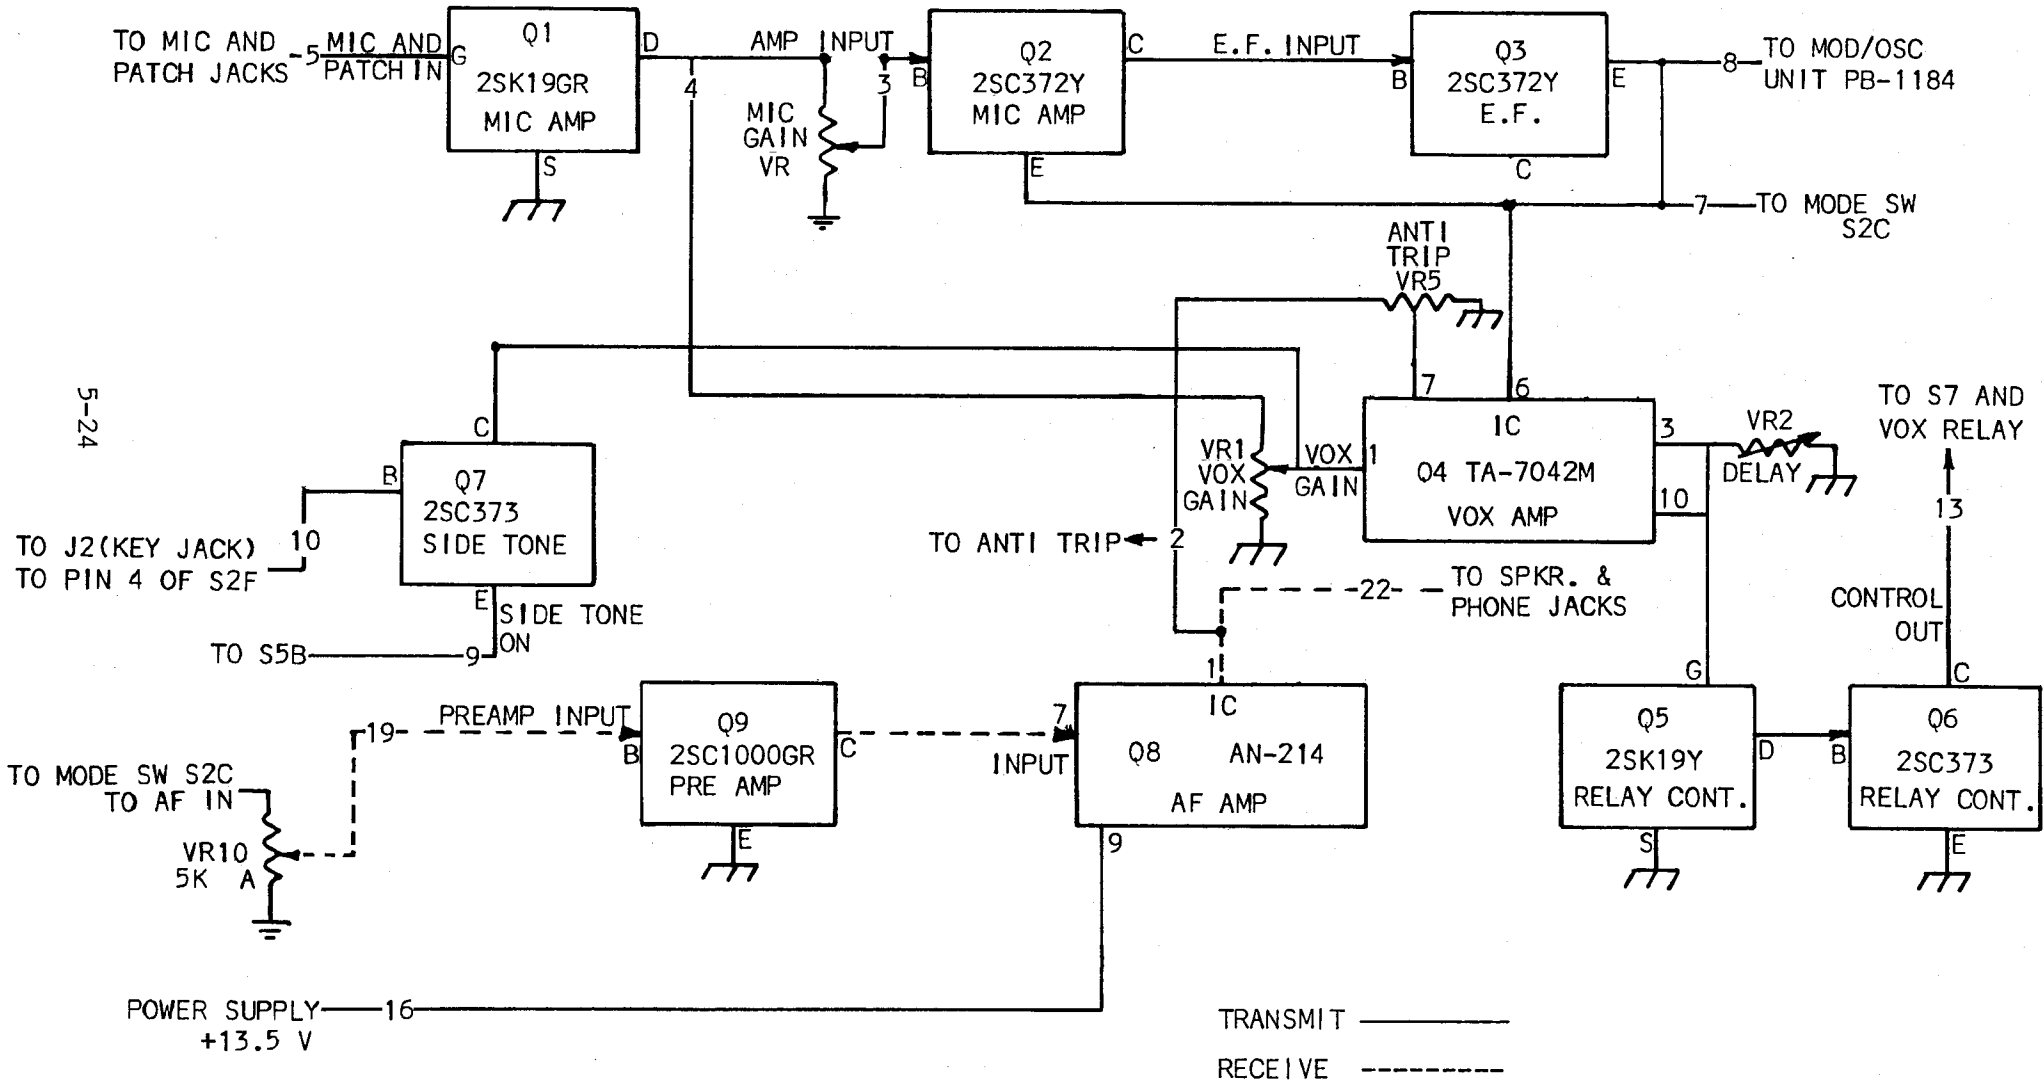 TO MIC AND
PATCH JACKS
5
MIC AND
PATCH IN
G
Q1
2SK19GR
MIC AMP
D
S
4
AMP INPUT
3
MIC
GAIN
VR
B
Q2
2SC372Y
MIC AMP
C
E
E.F. INPUT
B
Q3
2SC372Y
E.F.
E
C
8
TO MOD/OSC
UNIT PB-1184
7
TO MODE SW
S2C
ANTI
TRIP
VR5
5-24
C
B
Q7
2SC373
SIDE TONE
E
10
TO J2(KEY JACK)
TO PIN 4 OF S2F
SIDE TONE
ON
TO S5B
9
VR1
VOX
GAIN
VOX
GAIN
1
7
6
IC
Q4 TA-7042M
VOX AMP
3
10
VR2
DELAY
TO S7 AND
VOX RELAY
13
CONTROL
OUT
TO ANTI TRIP
2
22
TO SPKR. &
PHONE JACKS
TO MODE SW S2C
TO AF IN
VR10
5K A
19
PREAMP INPUT
B
Q9
2SC1000GR
PRE AMP
C
E
7
INPUT
1
IC
Q8 AN-214
AF AMP
9
G
Q5
2SK19Y
RELAY CONT.
D
S
B
C
Q6
2SC373
RELAY CONT.
E
POWER SUPPLY
+13.5 V
16
TRANSMIT
RECEIVE